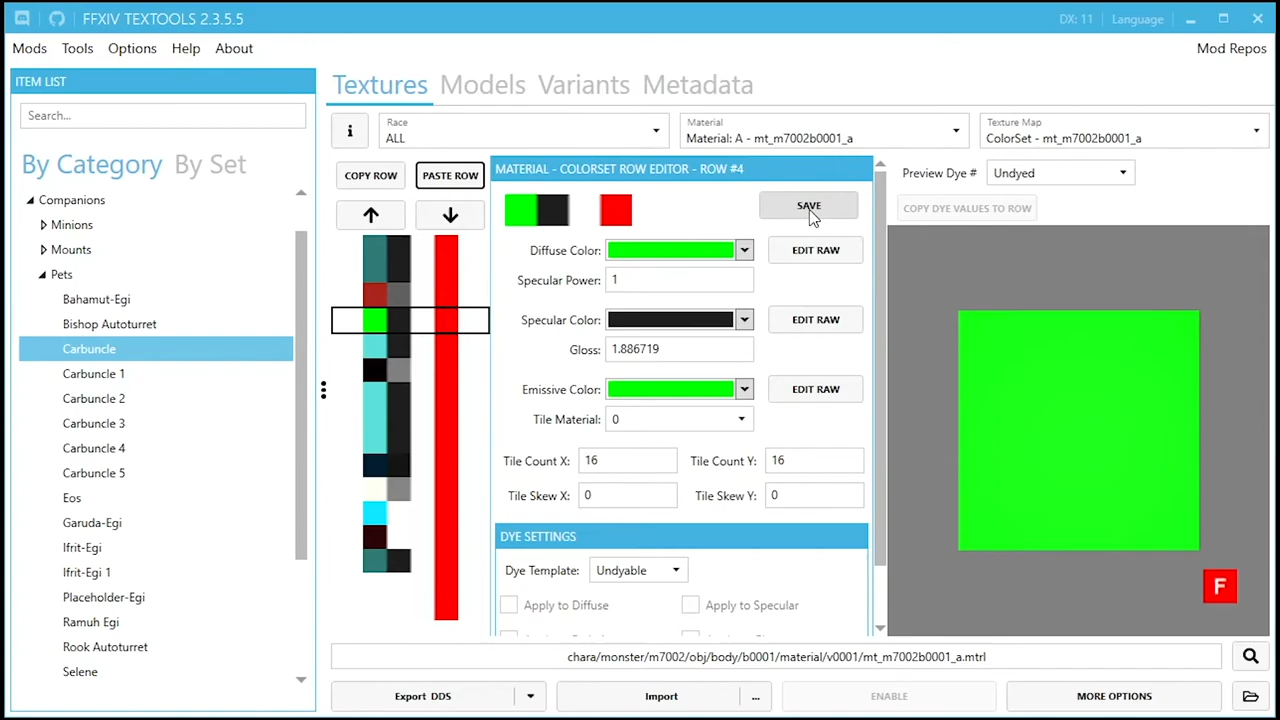 FFXIV TEXTOOLS 2.3.5.5
DX: 11
Language
Mods
Tools
Options
Help
About
Mod Repos
ITEM LIST
Search...
By Category
By Set
Companions
Minions
Mounts
Pets
Bahamut-Egi
Bishop Autoturret
Carbuncle
Carbuncle 1
Carbuncle 2
Carbuncle 3
Carbuncle 4
Carbuncle 5
Eos
Garuda-Egi
Ifrit-Egi
Ifrit-Egi 1
Placeholder-Egi
Ramuh Egi
Rook Autoturret
Selene
Textures
Models
Variants
Metadata
i
Race
ALL
Material
Material: A - mt_m7002b0001_a
Texture Map
ColorSet - mt_m7002b0001_a
COPY ROW
PASTE ROW
MATERIAL - COLORSET ROW EDITOR - ROW #4
SAVE
Diffuse Color:
EDIT RAW
Specular Power:
1
Specular Color:
EDIT RAW
Gloss:
1.886719
Emissive Color:
EDIT RAW
Tile Material:
0
Tile Count X:
16
Tile Count Y:
16
Tile Skew X:
0
Tile Skew Y:
0
DYE SETTINGS
Dye Template:
Undyable
Apply to Diffuse
Apply to Specular
Preview Dye #
Undyed
COPY DYE VALUES TO ROW
F
chara/monster/m7002/obj/body/b0001/material/v0001/mt_m7002b0001_a.mtrl
Export DDS
Import
...
ENABLE
MORE OPTIONS